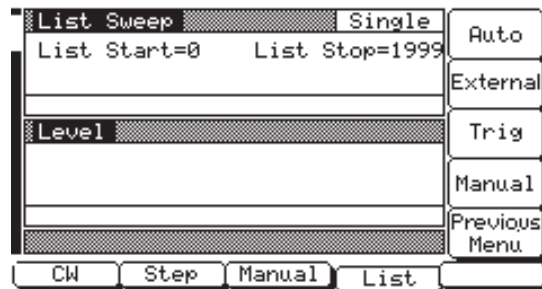 List Sweep Single
List Start=0 List Stop=1999
Level
Auto
External
Trig
Manual
Previous
Menu
CW Step Manual List